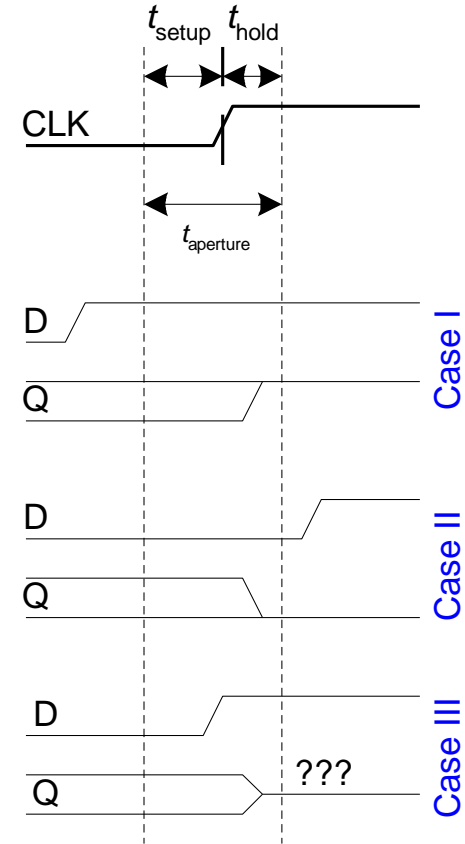 tsetup thold
CLK
taperture
D
Q
Case I
D
Q
Case II
D
Q
???
Case III